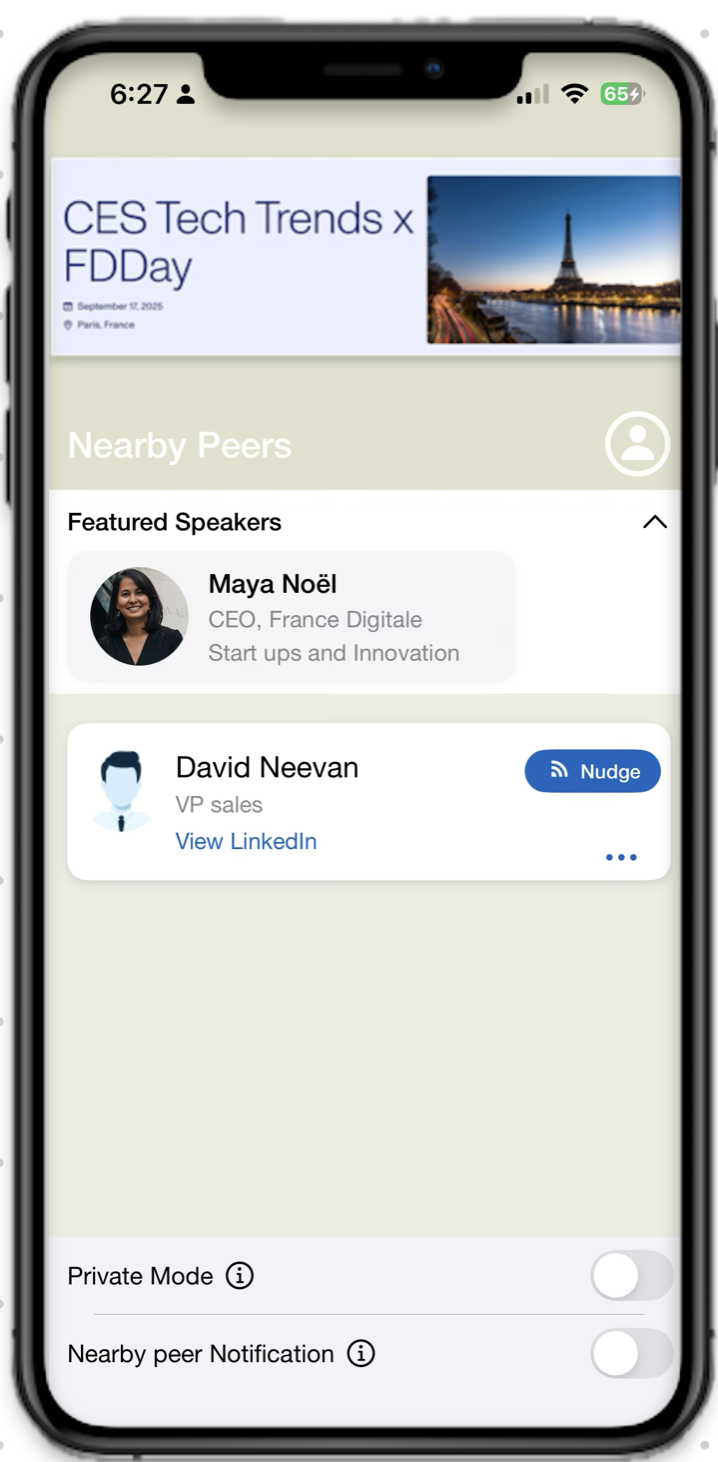 6:27
65
CES Tech Trends x
FDDay
September 17, 2025
Paris, France
Nearby Peers
Featured Speakers
Maya Noël
CEO, France Digitale
Start ups and Innovation
David Neevan
VP sales
View LinkedIn
Nudge
Private Mode
Nearby peer Notification